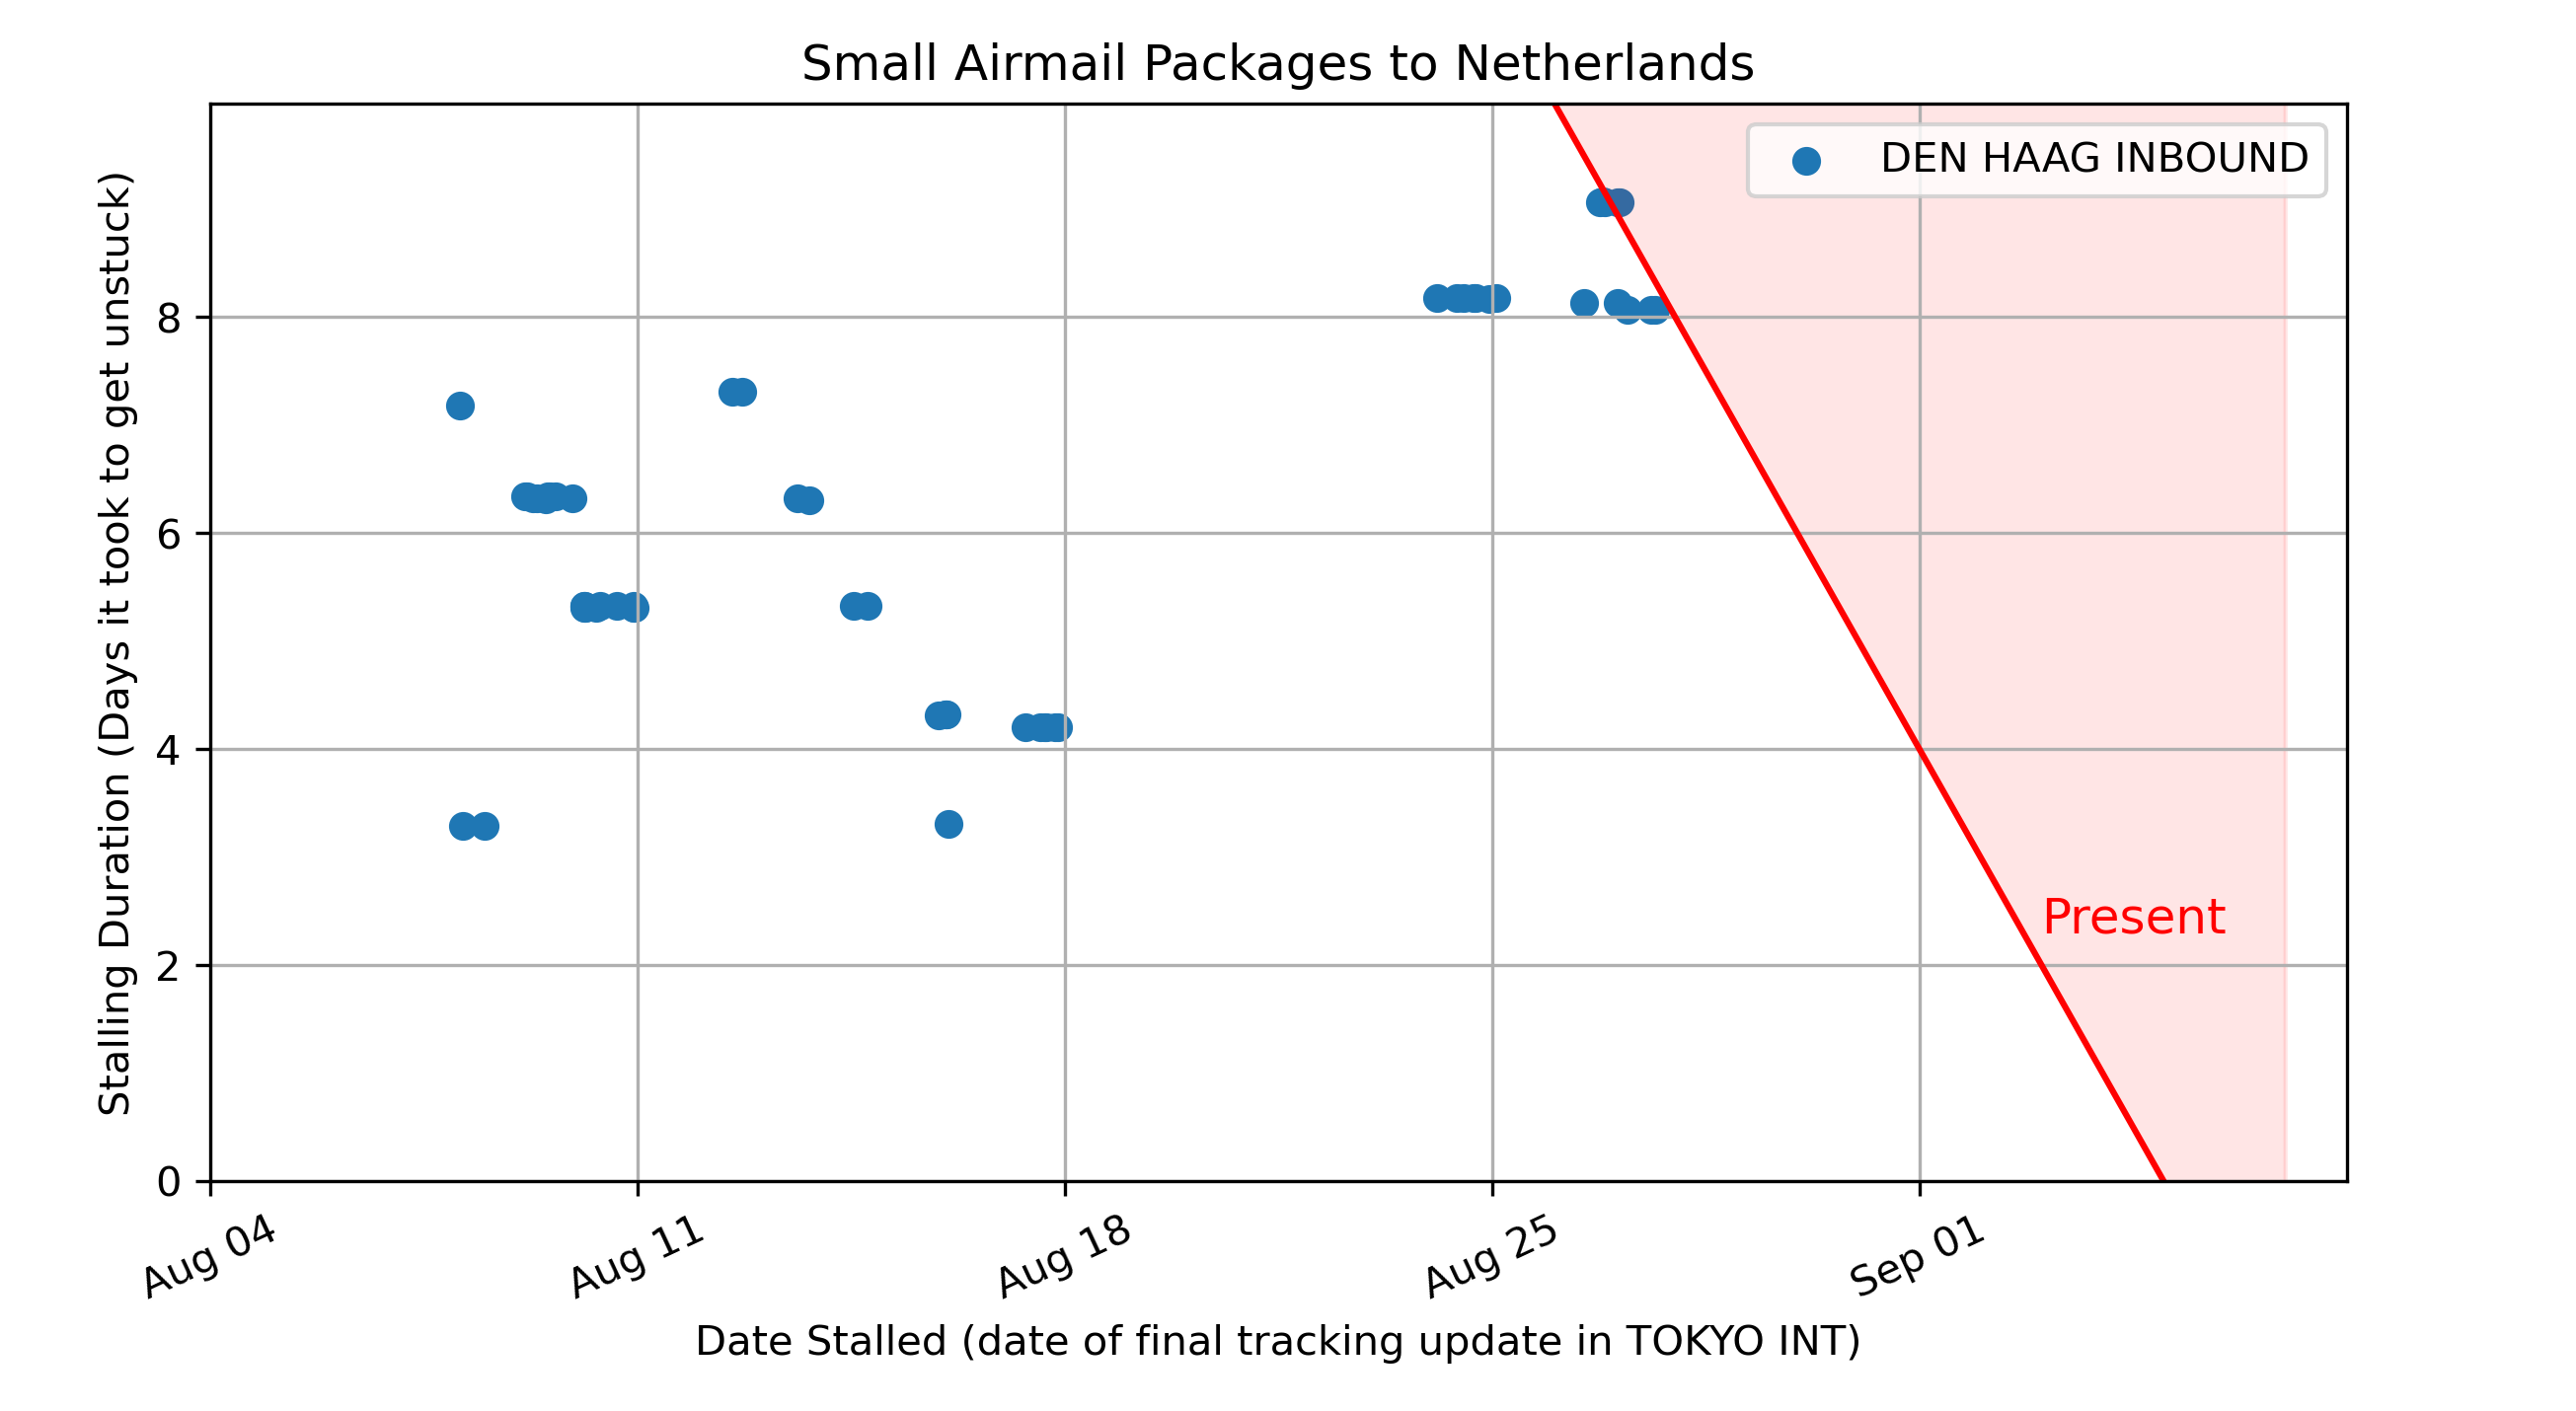 Small Airmail Packages to Netherlands
DEN HAAG INBOUND
Stalling Duration (Days it took to get unstuck)
8
6
4
2
0
Present
Aug 04
Aug 11
Aug 18
Aug 25
Sep 01
Date Stalled (date of final tracking update in TOKYO INT)